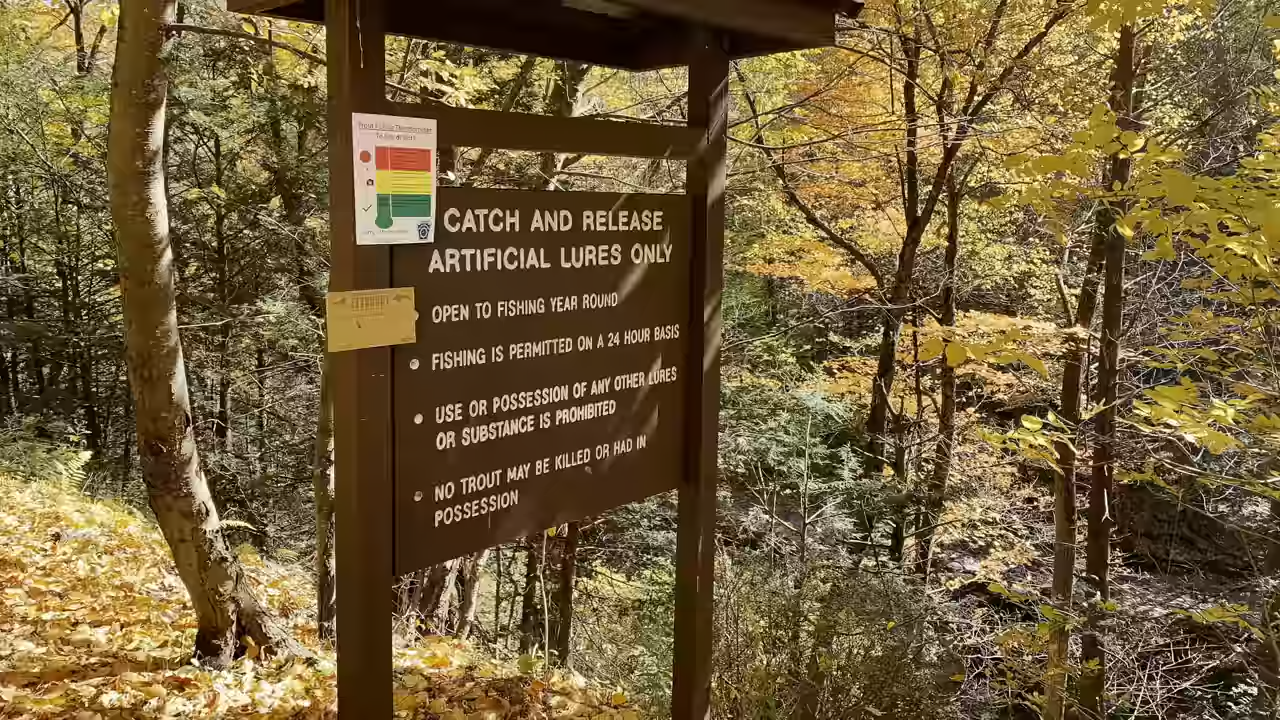 CATCH AND RELEASE
ARTIFICIAL LURES ONLY
OPEN TO FISHING YEAR ROUND
FISHING IS PERMITTED ON A 24 HOUR BASIS
USE OR POSSESSION OF ANY OTHER LURES
OR SUBSTANCE IS PROHIBITED
NO TROUT MAY BE KILLED OR HAD IN
POSSESSION